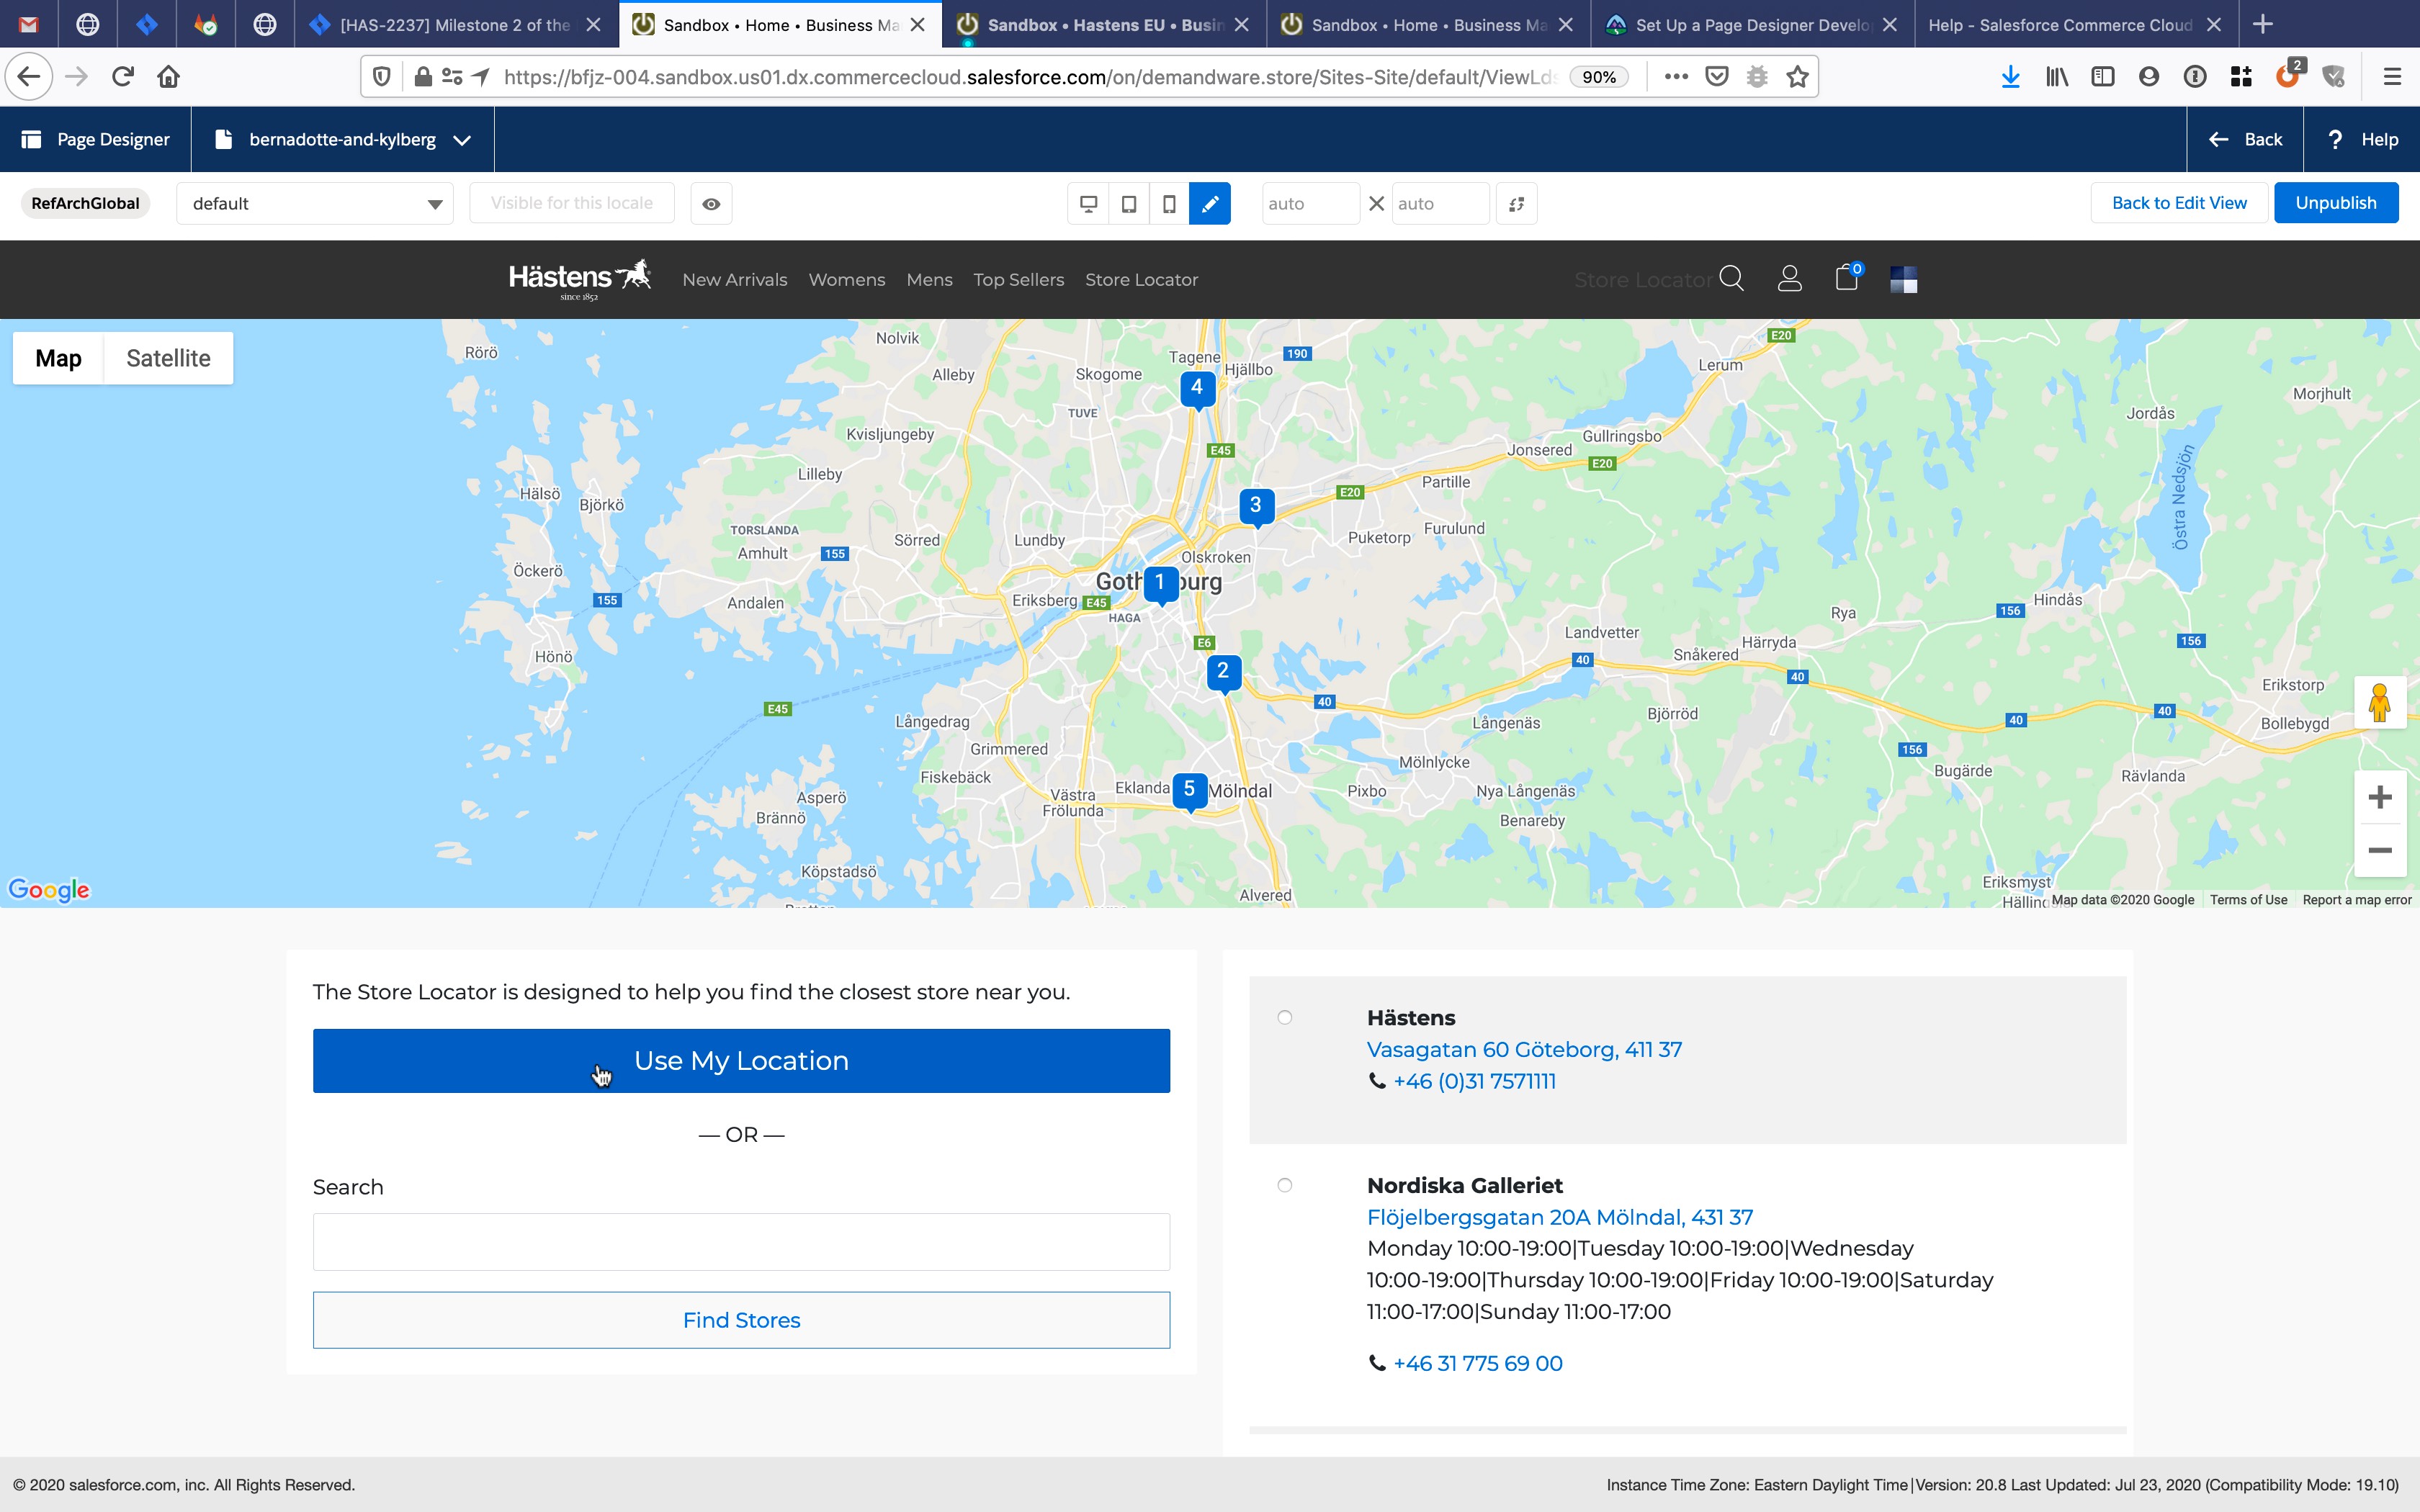 [HAS-2237] Milestone 2 of the
Sandbox • Home • Business Ma
Sandbox • Hastens EU • Busin
Sandbox • Home • Business Ma
Set Up a Page Designer Develo
Help - Salesforce Commerce Cloud
https://bfjz-004.sandbox.us01.dx.commercecloud.salesforce.com/on/demandware.store/Sites-Site/default/ViewLds
90%
2
Page Designer
bernadotte-and-kylberg
Back
Help
RefArchGlobal
default
Visible for this locale
auto
auto
Back to Edit View
Unpublish
Hästens
since 1852
New Arrivals
Womens
Mens
Top Sellers
Store Locator
Store Locator
0
Map
Satellite
Rörö
Nolvik
Tagene
190
E20
Lerum
Hjällbo
Alleby
Skogome
4
Morjhult
TUVE
Jordås
Kvisljungeby
Gullringsbo
E45
Jonsered
E20
Lilleby
Partille
Hälsö
E20
Björkö
3
Östra Nedsjön
TORSLANDA
Furulund
Puketorp
Sörred
Lundby
Amhult
155
Olskroken
Öckerö
Gothburg
1
155
Andalen
Eriksberg
E45
Hindås
156
Rya
HAGA
Landvetter
156
Härryda
E6
Snåkered
Hönö
40
2
40
Erikstorp
40
E45
40
40
Björröd
Långedrag
Långenäs
Bollebygd
Grimmered
156
Mölnlycke
Bugärde
Fiskebäck
Rävlanda
Eklanda
5
Mölndal
Pixbo
Nya Långenäs
Västra
Frölunda
Asperö
Brännö
Benareby
Köpstadsö
Eriksmyst
Google
Alvered
Map data ©2020 Google
Terms of Use
Report a map error
The Store Locator is designed to help you find the closest store near you.
Use My Location
— OR —
Search
Find Stores
Hästens
Vasagatan 60 Göteborg, 411 37
+46 (0)31 7571111
Nordiska Galleriet
Flöjelbergsgatan 20A Mölndal, 431 37
Monday 10:00-19:00|Tuesday 10:00-19:00|Wednesday
10:00-19:00|Thursday 10:00-19:00|Friday 10:00-19:00|Saturday
11:00-17:00|Sunday 11:00-17:00
+46 31 775 69 00
© 2020 salesforce.com, inc. All Rights Reserved.
Instance Time Zone: Eastern Daylight Time|Version: 20.8 Last Updated: Jul 23, 2020 (Compatibility Mode: 19.10)